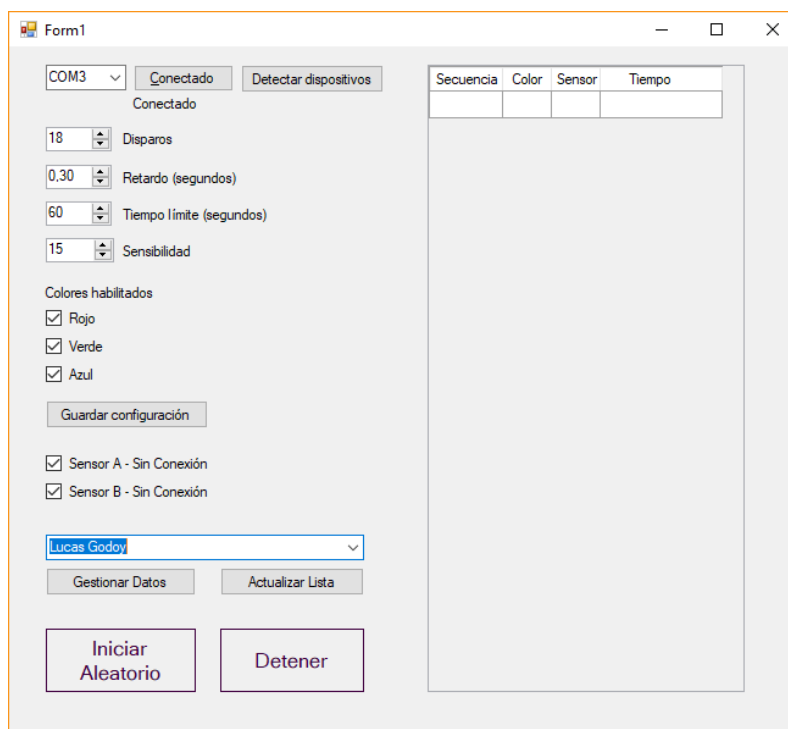 Form1
COM3
Conectado
Detectar dispositivos
Conectado
18 Disparos
0,30 Retardo (segundos)
60 Tiempo límite (segundos)
15 Sensibilidad
Colores habilitados
Rojo
Verde
Azul
Guardar configuración
Sensor A - Sin Conexión
Sensor B - Sin Conexión
Lucas Godoy
Gestionar Datos
Actualizar Lista
Iniciar
Aleatorio
Detener
Secuencia Color Sensor Tiempo